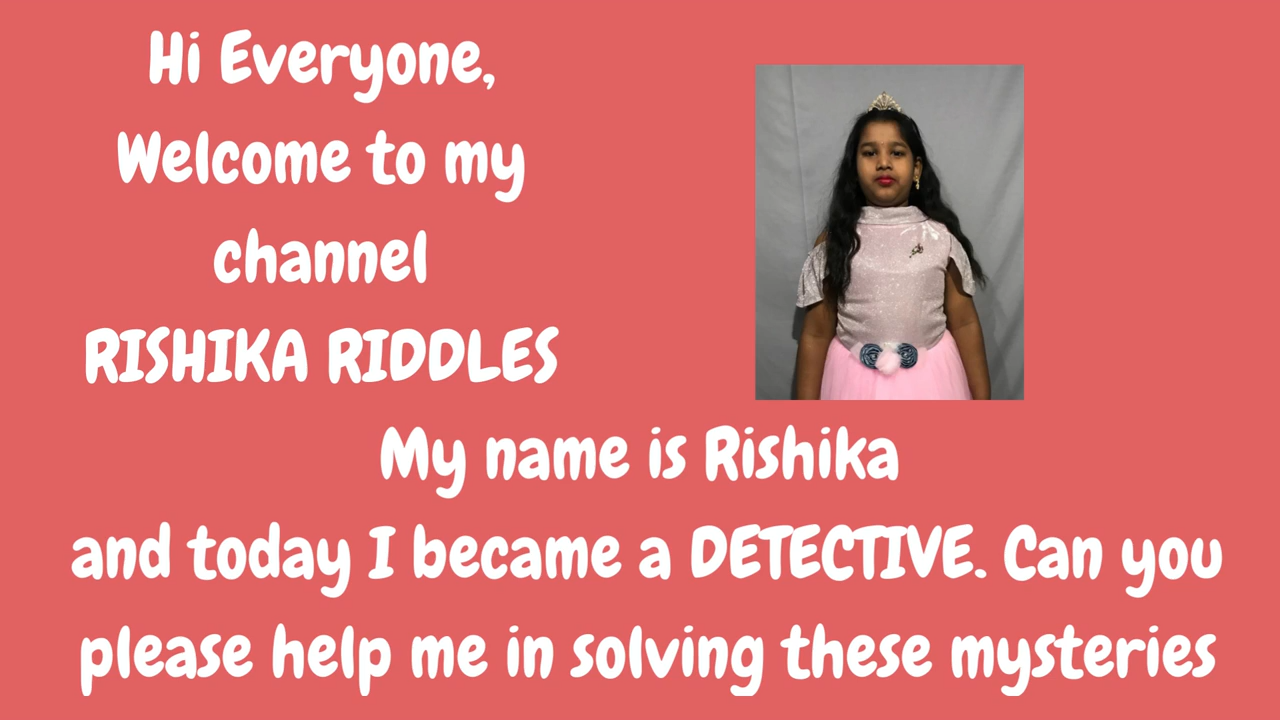 Hi Everyone,
Welcome to my
channel
RISHIKA RIDDLES
My name is Rishika
and today I became a DETECTIVE. Can you
please help me in solving these mysteries